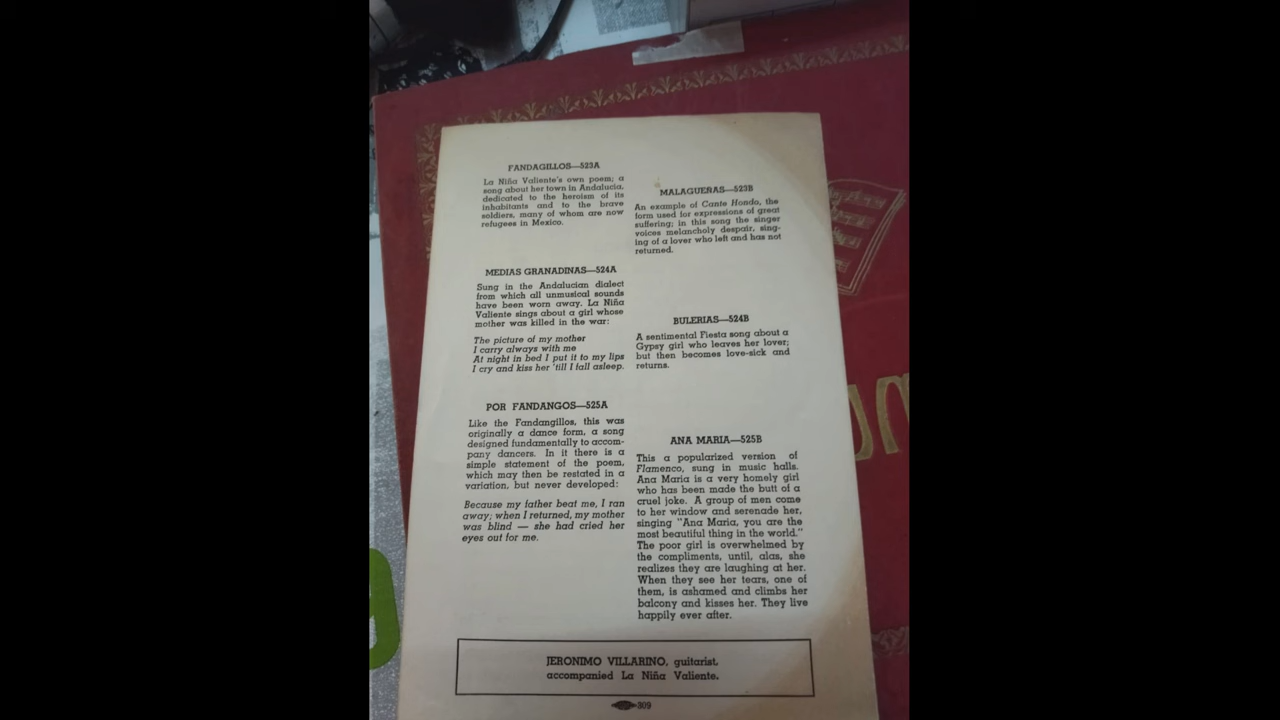 FANDAGILLOS—523A
La Niña Valiente's own poem; a
song about her town in Andalucia,
dedicated to the heroism of its
inhabitants and to the brave
soldiers, many of whom are now
refugees in Mexico.
MEDIAS GRANADINAS—524A
Sung in the Andalucian dialect
from which all unmusical sounds
have been worn away. La Niña
Valiente sings about a girl whose
mother was killed in the war:
The picture of my mother
I carry always with me
At night in bed I put it to my lips
I cry and kiss her 'till I fall asleep.
POR FANDANGOS—525A
Like the Fandangillos, this was
originally a dance form, a song
designed fundamentally to accom-
pany dancers. In it there is a
simple statement of the poem,
which may then be restated in a
variation, but never developed:
Because my father beat me, I ran
away; when I returned, my mother
was blind — she had cried her
eyes out for me.
MALAGUEÑAS—523B
An example of Cante Hondo, the
form used for expressions of great
suffering; in this song the singer
voices melancholy despair, sing-
ing of a lover who left and has not
returned.
BULERIAS—524B
A sentimental Fiesta song about a
Gypsy girl who leaves her lover;
but then becomes love-sick and
returns.
ANA MARIA—525B
This a popularized version of
Flamenco, sung in music halls.
Ana Maria is a very homely girl
who has been made the butt of a
cruel joke. A group of men come
to her window and serenade her,
singing "Ana Maria, you are the
most beautiful thing in the world."
The poor girl is overwhelmed by
the compliments, until, alas, she
realizes they are laughing at her.
When they see her tears, one of
them, is ashamed and climbs her
balcony and kisses her. They live
happily ever after.
JERONIMO VILLARINO, guitarist,
accompanied La Niña Valiente.
309